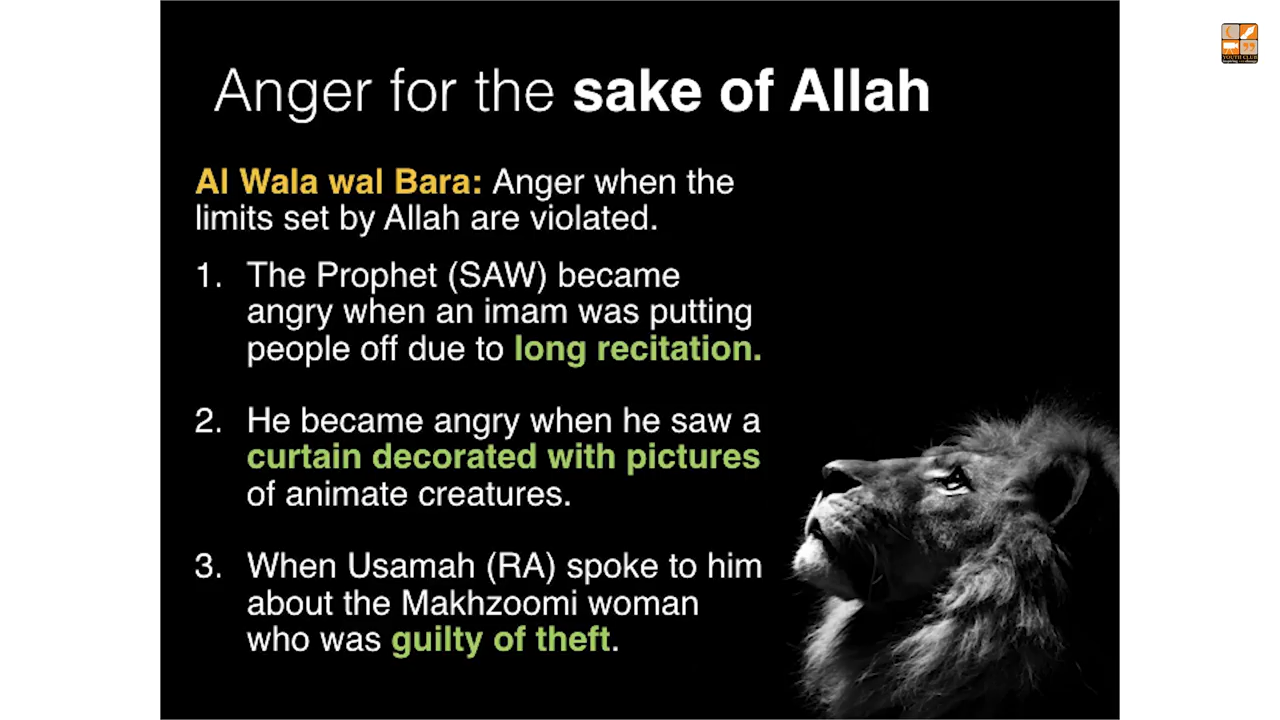 Anger for the sake of Allah
Al Wala wal Bara: Anger when the
limits set by Allah are violated.
1. The Prophet (SAW) became
angry when an imam was putting
people off due to long recitation.
2. He became angry when he saw a
curtain decorated with pictures
of animate creatures.
3. When Usamah (RA) spoke to him
about the Makhzoomi woman
who was guilty of theft.
YOUTH CLUB